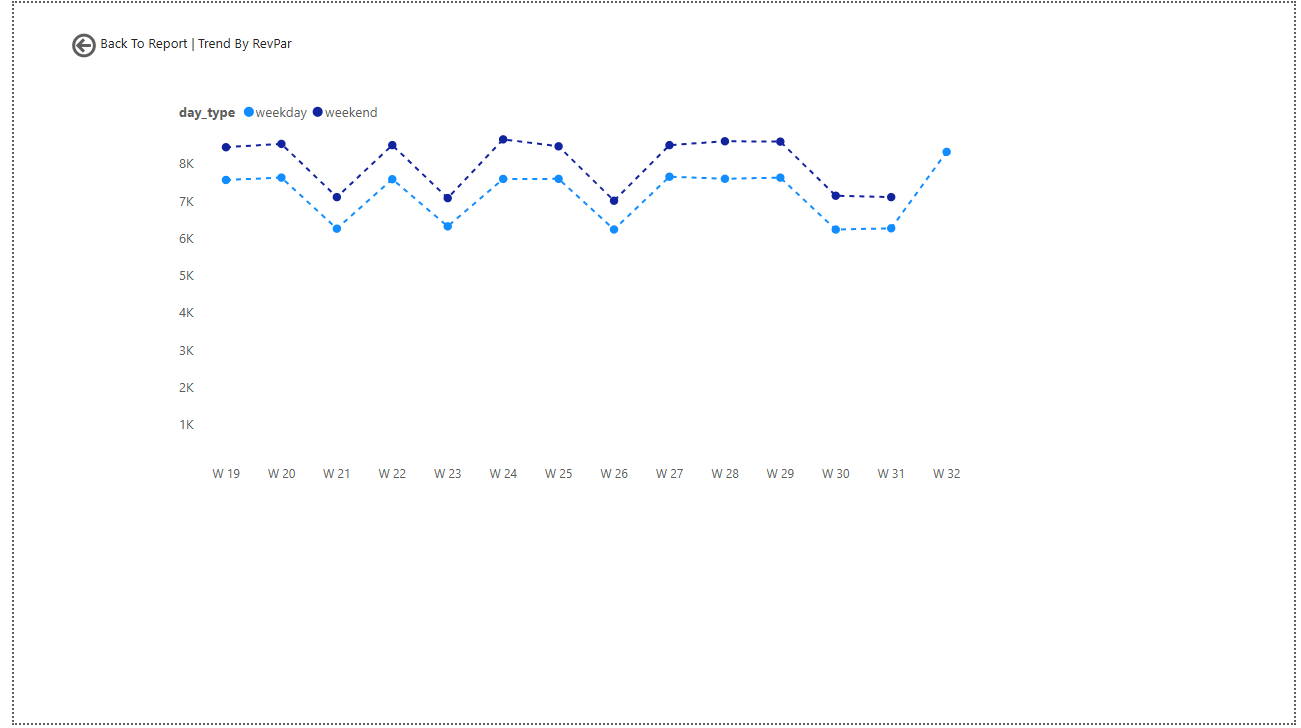 Back To Report | Trend By RevPar
day_type weekday weekend
8K
7K
6K
5K
4K
3K
2K
1K
W 19 W 20 W 21 W 22 W 23 W 24 W 25 W 26 W 27 W 28 W 29 W 30 W 31 W 32